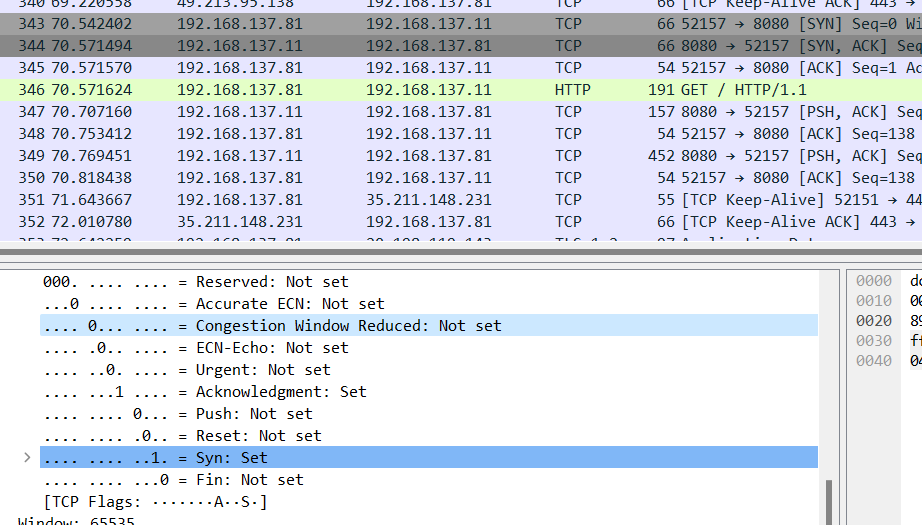 340 69.220558 49.213.95.138 192.168.137.81 TCP 66 [TCP Keep-Alive ACK] 443 →
343 70.542402 192.168.137.81 192.168.137.11 TCP 66 52157 → 8080 [SYN] Seq=0 Wi
344 70.571494 192.168.137.11 192.168.137.81 TCP 66 8080 → 52157 [SYN, ACK] Seq
345 70.571570 192.168.137.81 192.168.137.11 TCP 54 52157 → 8080 [ACK] Seq=1 Ac
346 70.571624 192.168.137.81 192.168.137.11 HTTP 191 GET / HTTP/1.1
347 70.707160 192.168.137.11 192.168.137.81 TCP 157 8080 → 52157 [PSH, ACK] Seq
348 70.753412 192.168.137.81 192.168.137.11 TCP 54 52157 → 8080 [ACK] Seq=138
349 70.769451 192.168.137.11 192.168.137.81 TCP 452 8080 → 52157 [PSH, ACK] Seq
350 70.818438 192.168.137.81 192.168.137.11 TCP 54 52157 → 8080 [ACK] Seq=138
351 71.643667 192.168.137.81 35.211.148.231 TCP 55 [TCP Keep-Alive] 52151 → 44
352 72.010780 35.211.148.231 192.168.137.81 TCP 66 [TCP Keep-Alive ACK] 443 →
000. .... .... = Reserved: Not set
...0 .... .... = Accurate ECN: Not set
.... 0... .... = Congestion Window Reduced: Not set
.... .0.. .... = ECN-Echo: Not set
.... ..0. .... = Urgent: Not set
.... ...1 .... = Acknowledgment: Set
.... .... 0... = Push: Not set
.... .... .0.. = Reset: Not set
.... .... ..1. = Syn: Set
.... .... ...0 = Fin: Not set
[TCP Flags: ·······A··S·]
Window: 65535
0000
0010
0020 89
0030 ff
0040